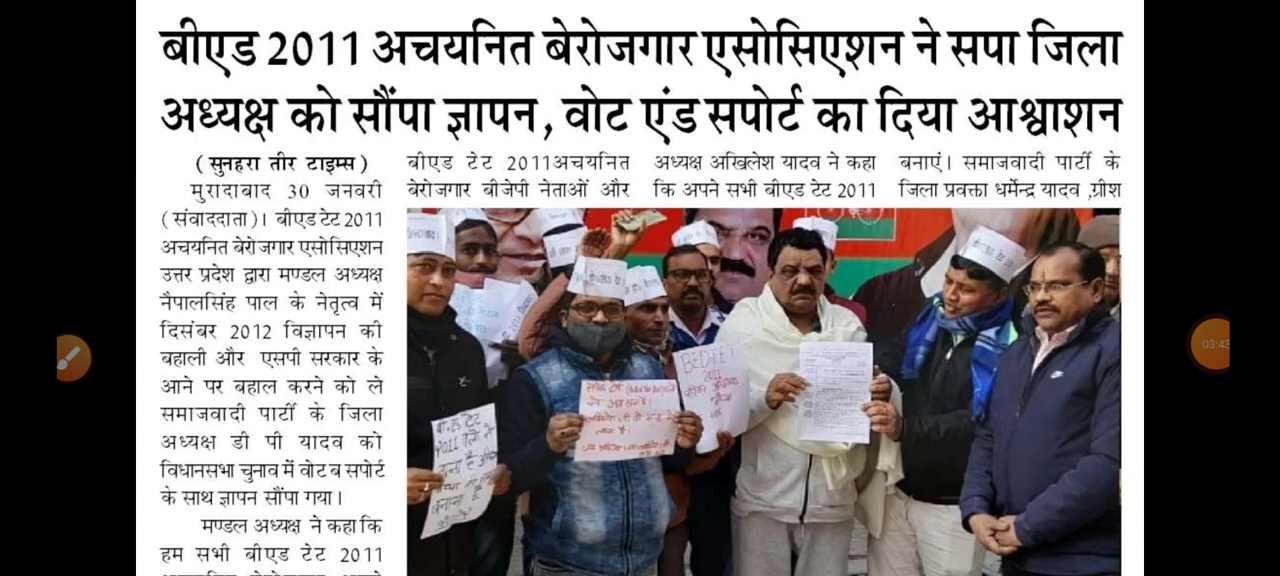 बीएड 2011 अचयनित बेरोजगार एसोसिएशन ने सपा जिला
अध्यक्ष को सौंपा ज्ञापन, वोट एंड सपोर्ट का दिया आश्वाशन
( सुनहरा तीर टाइम्स )
मुरादाबाद 30 जनवरी
(संवाददाता)। बीएड टेट 2011
अचयनित बेरोजगार एसोसिएशन
उत्तर प्रदेश द्वारा मण्डल अध्यक्ष
नैपालसिंह पाल के नेतृत्व में
दिसंबर 2012 विज्ञापन की
बहाली और एसपी सरकार के
आने पर बहाल करने को ले
समाजवादी पार्टी के जिला
अध्यक्ष डी पी यादव को
विधानसभा चुनाव में वोट ब सपोर्ट
के साथ ज्ञापन सौंपा गया।
मण्डल अध्यक्ष ने कहा कि
हम सभी बीएड टेट 2011
बीएड टेट 2011अचयनित
बेरोजगार बीजेपी नेताओं और
अध्यक्ष अखिलेश यादव ने कहा
कि अपने सभी बीएड टेट 2011
बनाएं। समाजवादी पार्टी के
जिला प्रवक्ता धर्मेन्द्र यादव ,ग्रीश
BEd TET
2011
03:43